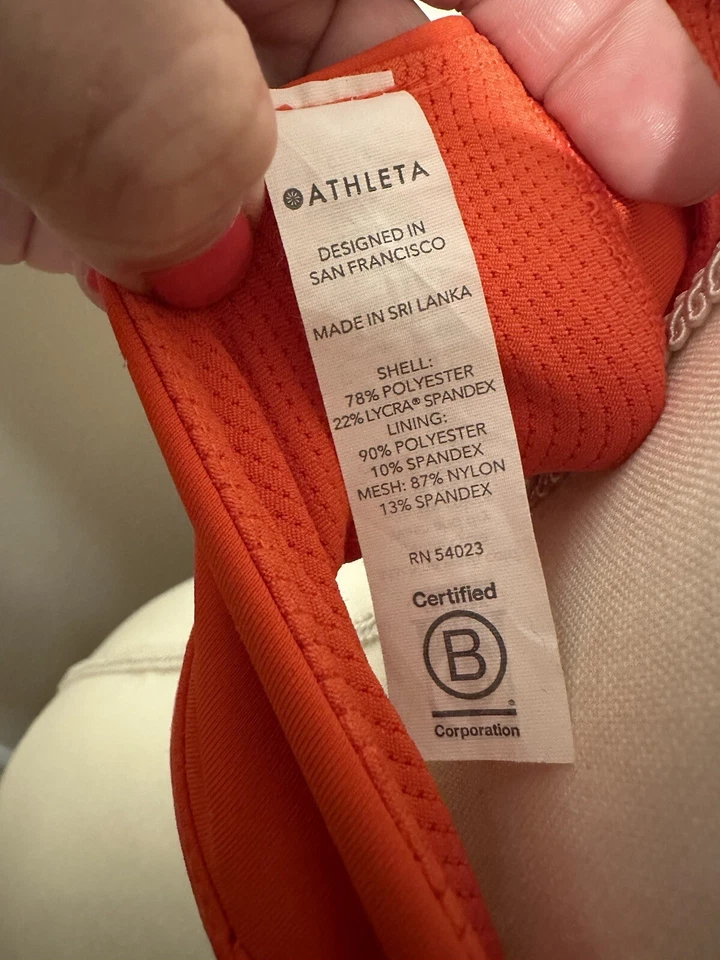 ATHLETA
DESIGNED IN
SAN FRANCISCO
MADE IN SRI LANKA
SHELL:
78% POLYESTER
22% LYCRA® SPANDEX
LINING:
90% POLYESTER
10% SPANDEX
MESH: 87% NYLON
13% SPANDEX
RN 54023
Certified
B
®
Corporation